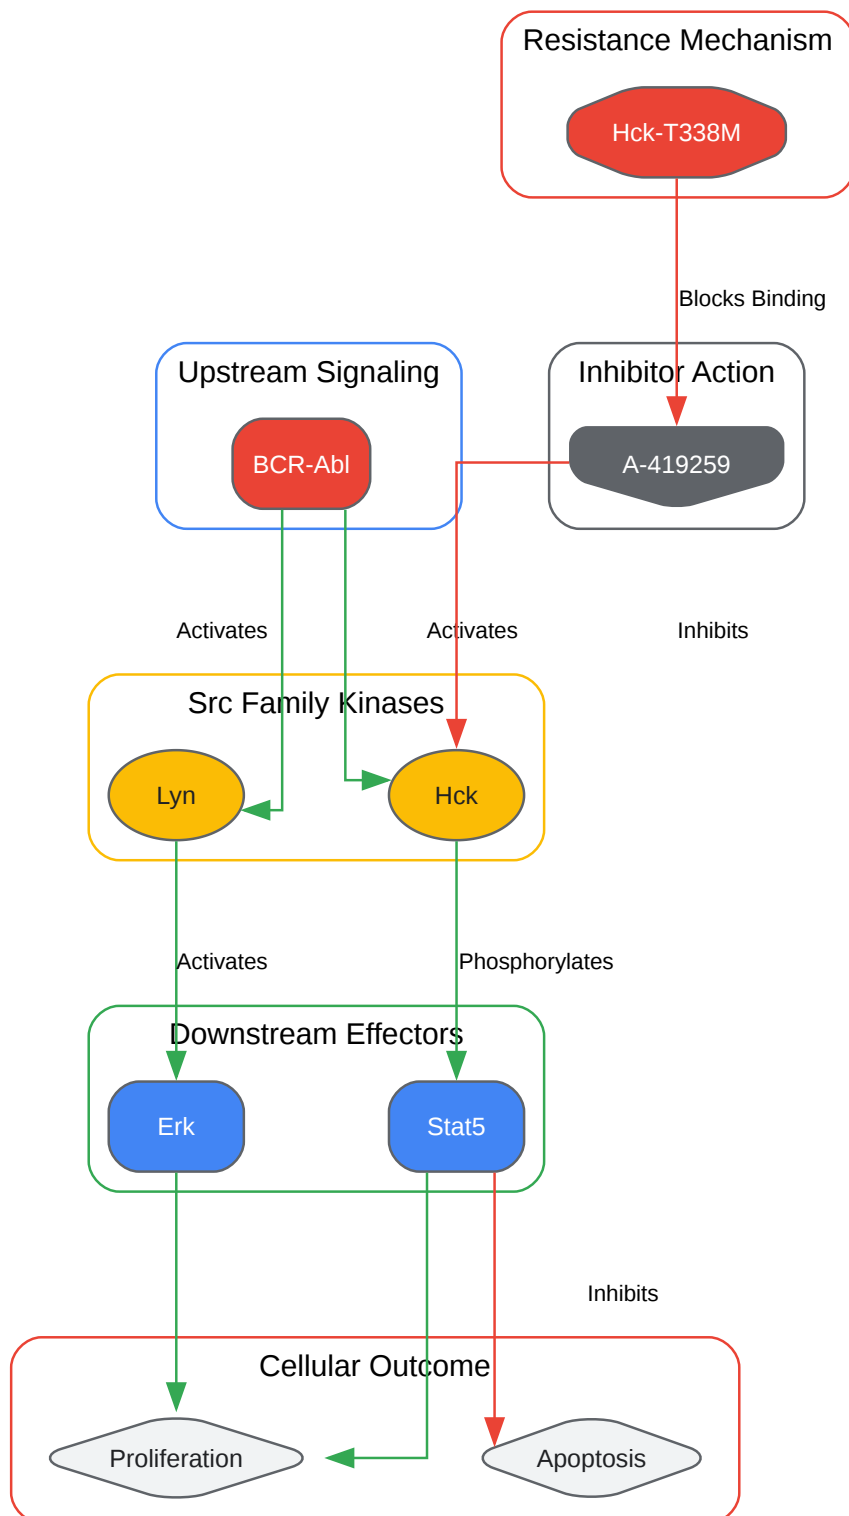 Resistance Mechanism
Hck-T338M
Blocks Binding
Upstream Signaling
Inhibitor Action
BCR-Abl
A-419259
Activates
Activates
Inhibits
Src Family Kinases
Lyn
Hck
Activates
Phosphorylates
Downstream Effectors
Erk
Stat5
Inhibits
Cellular Outcome
Proliferation
Apoptosis